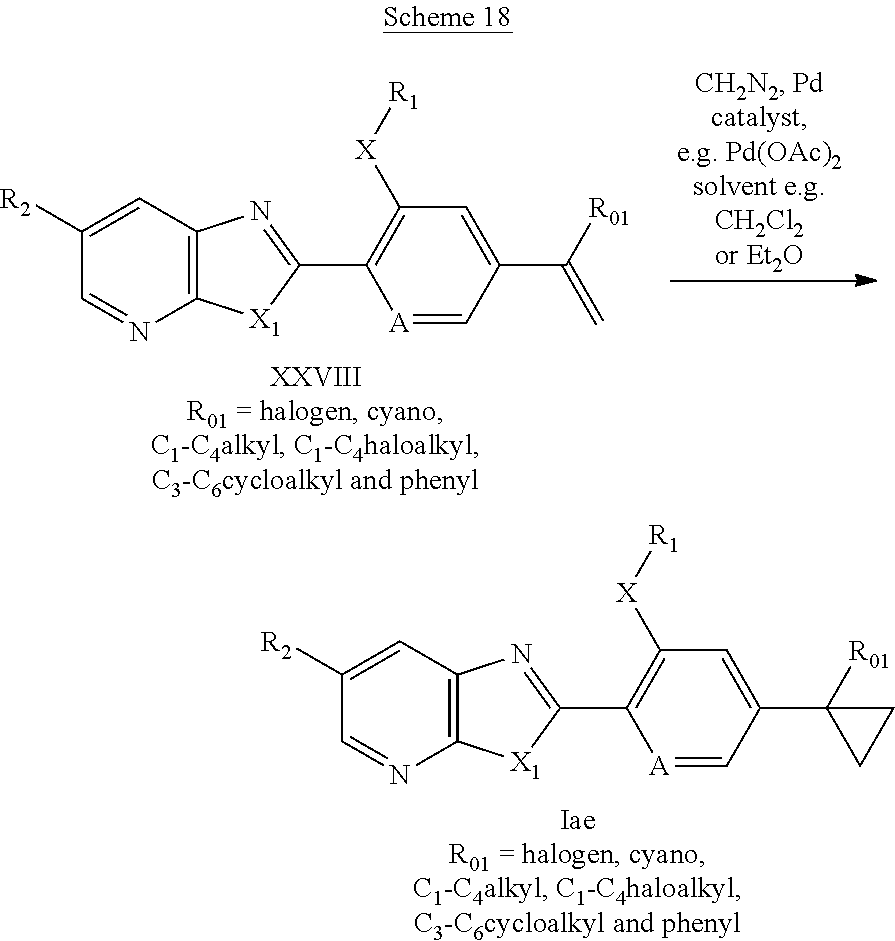 Scheme 18
CH2N2, Pd
catalyst,
e.g. Pd(OAc)2
solvent e.g.
CH2Cl2
or Et2O
R1
X
R2
N
R01
N
X1
A
XXVIII
R01 = halogen, cyano,
C1-C4alkyl, C1-C4haloalkyl,
C3-C6cycloalkyl and phenyl
R1
X
R2
N
R01
N
X1
A
Iae
R01 = halogen, cyano,
C1-C4alkyl, C1-C4haloalkyl,
C3-C6cycloalkyl and phenyl